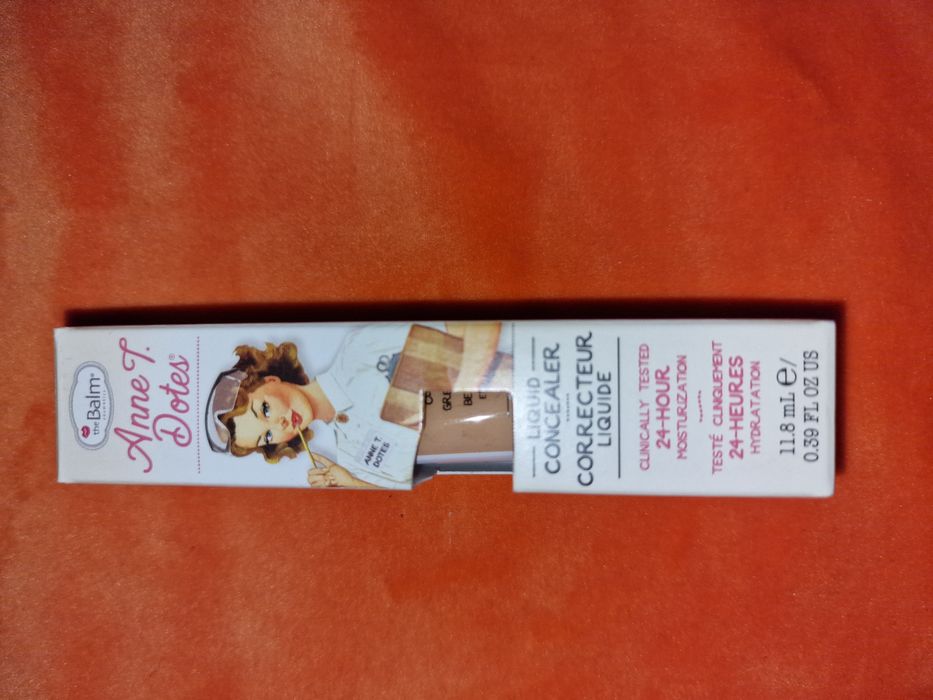 the Balm®
COSMETICS
Anne T.
Dotes®
ANNE T.
DOTES
LIQUID
CONCEALER
CORRECTEUR
LIQUIDE
CLINICALLY TESTED
24-HOUR
MOISTURIZATION
TESTÉ CLINIQUEMENT
24-HEURES
HYDRATATION
11.8 mL e/
0.39 FL OZ US